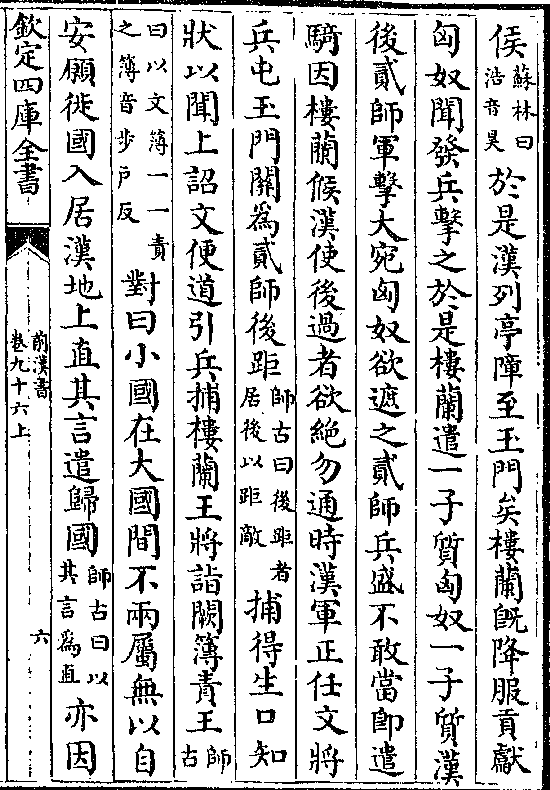 侯蘇林曰浩音昊於是漢列亭障至玉門矣樓蘭既降服貢獻
匈奴聞發兵擊之於是樓蘭遣一子質匈奴一子質漢
後貳師軍擊大宛匈奴欲遮之貳師兵盛不敢當即遣
騎因樓蘭候漢使後過者欲絶勿通時漢軍正任文將
兵屯玉門關為貳師後距師古曰後距者居後以距敵捕得生口知
狀以聞上詔文便道引兵捕樓蘭王將詣闕簿責王師古
曰以文簿一一責之簿音步戸反對曰小國在大國間不兩屬無以自
安願徙國入居漢地上直其言遣歸國師古曰以其言為直亦因
欽定四庫全書
前漢書
卷九十六上
六